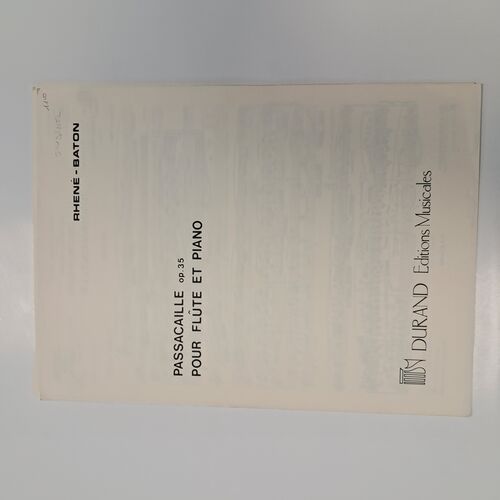 RHENÉ-BATON
PASSACAILLE op.35
POUR FLÛTE ET PIANO
DURAND Editions Musicales